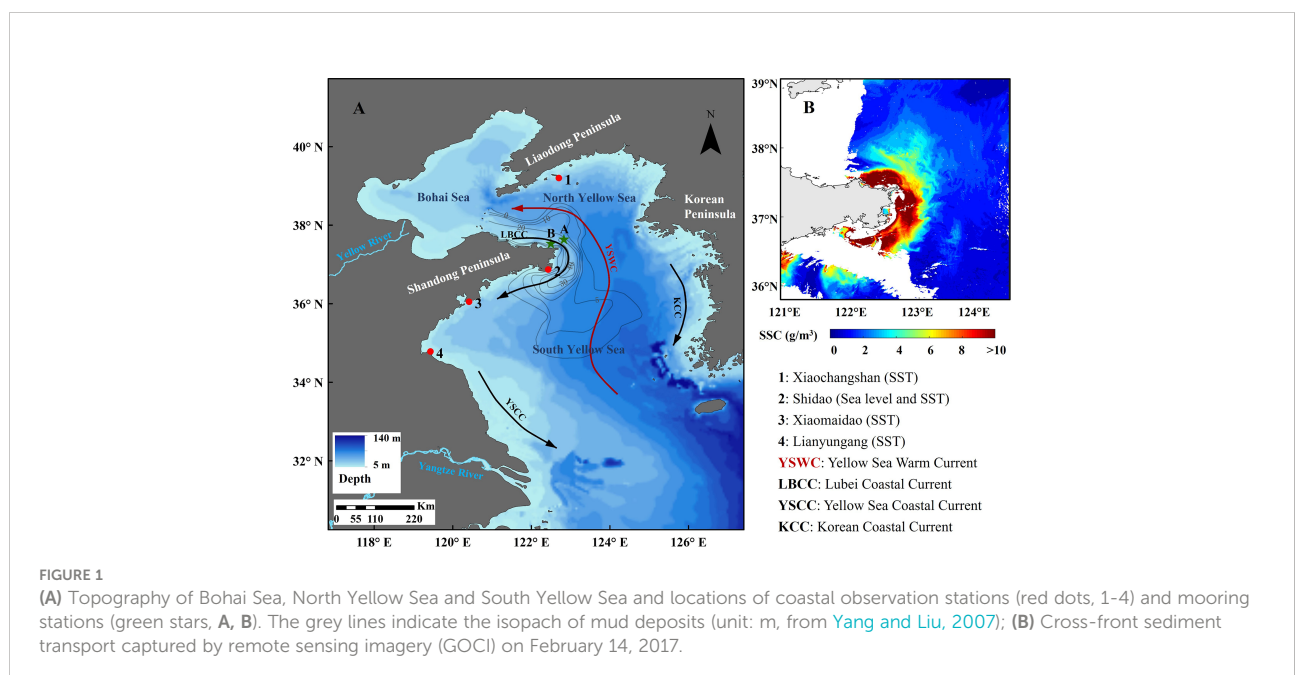 A
N
40° N
38° N
36° N
34° N
32° N
118° E
120° E
122° E
124° E
126° E
Liaodong Peninsula
1
Bohai Sea
North Yellow Sea
Korean
Peninsula
LBCC
B
A
Yellow River
YSWC
Shandong Peninsula
2
KCC
3
South Yellow Sea
4
YSCC
140 m
5 m
Depth
Yangtze River
Km
0 55 110 220
39°N
B
38°N
37°N
36°N
121°E
122°E
123°E
124°E
SSC (g/m³)
0 2 4 6 8 >10
1: Xiaochangshan (SST)
2: Shidao (Sea level and SST)
3: Xiaomaidao (SST)
4: Lianyungang (SST)
YSWC: Yellow Sea Warm Current
LBCC: Lubei Coastal Current
YSCC: Yellow Sea Coastal Current
KCC: Korean Coastal Current
FIGURE 1
(A) Topography of Bohai Sea, North Yellow Sea and South Yellow Sea and locations of coastal observation stations (red dots, 1-4) and mooring
stations (green stars, A, B). The grey lines indicate the isopach of mud deposits (unit: m, from Yang and Liu, 2007); (B) Cross-front sediment
transport captured by remote sensing imagery (GOCI) on February 14, 2017.